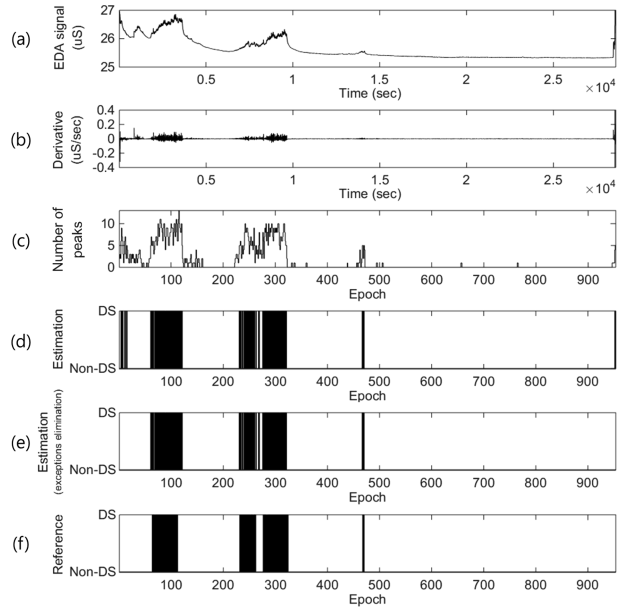 (a)
EDA signal
(uS)
27
26
25
0.5 1 1.5 2 2.5
Time (sec)
×10⁴
(b)
Derivative
(uS/sec)
0.4
0.2
0
-0.2
-0.4
0.5 1 1.5 2 2.5
Time (sec)
×10⁴
(c)
Number of
peaks
10
5
0
100 200 300 400 500 600 700 800 900
Epoch
(d)
Estimation
DS
Non-DS
100 200 300 400 500 600 700 800 900
Epoch
(e)
Estimation
(exceptions elimination)
DS
Non-DS
100 200 300 400 500 600 700 800 900
Epoch
(f)
Reference
DS
Non-DS
100 200 300 400 500 600 700 800 900
Epoch